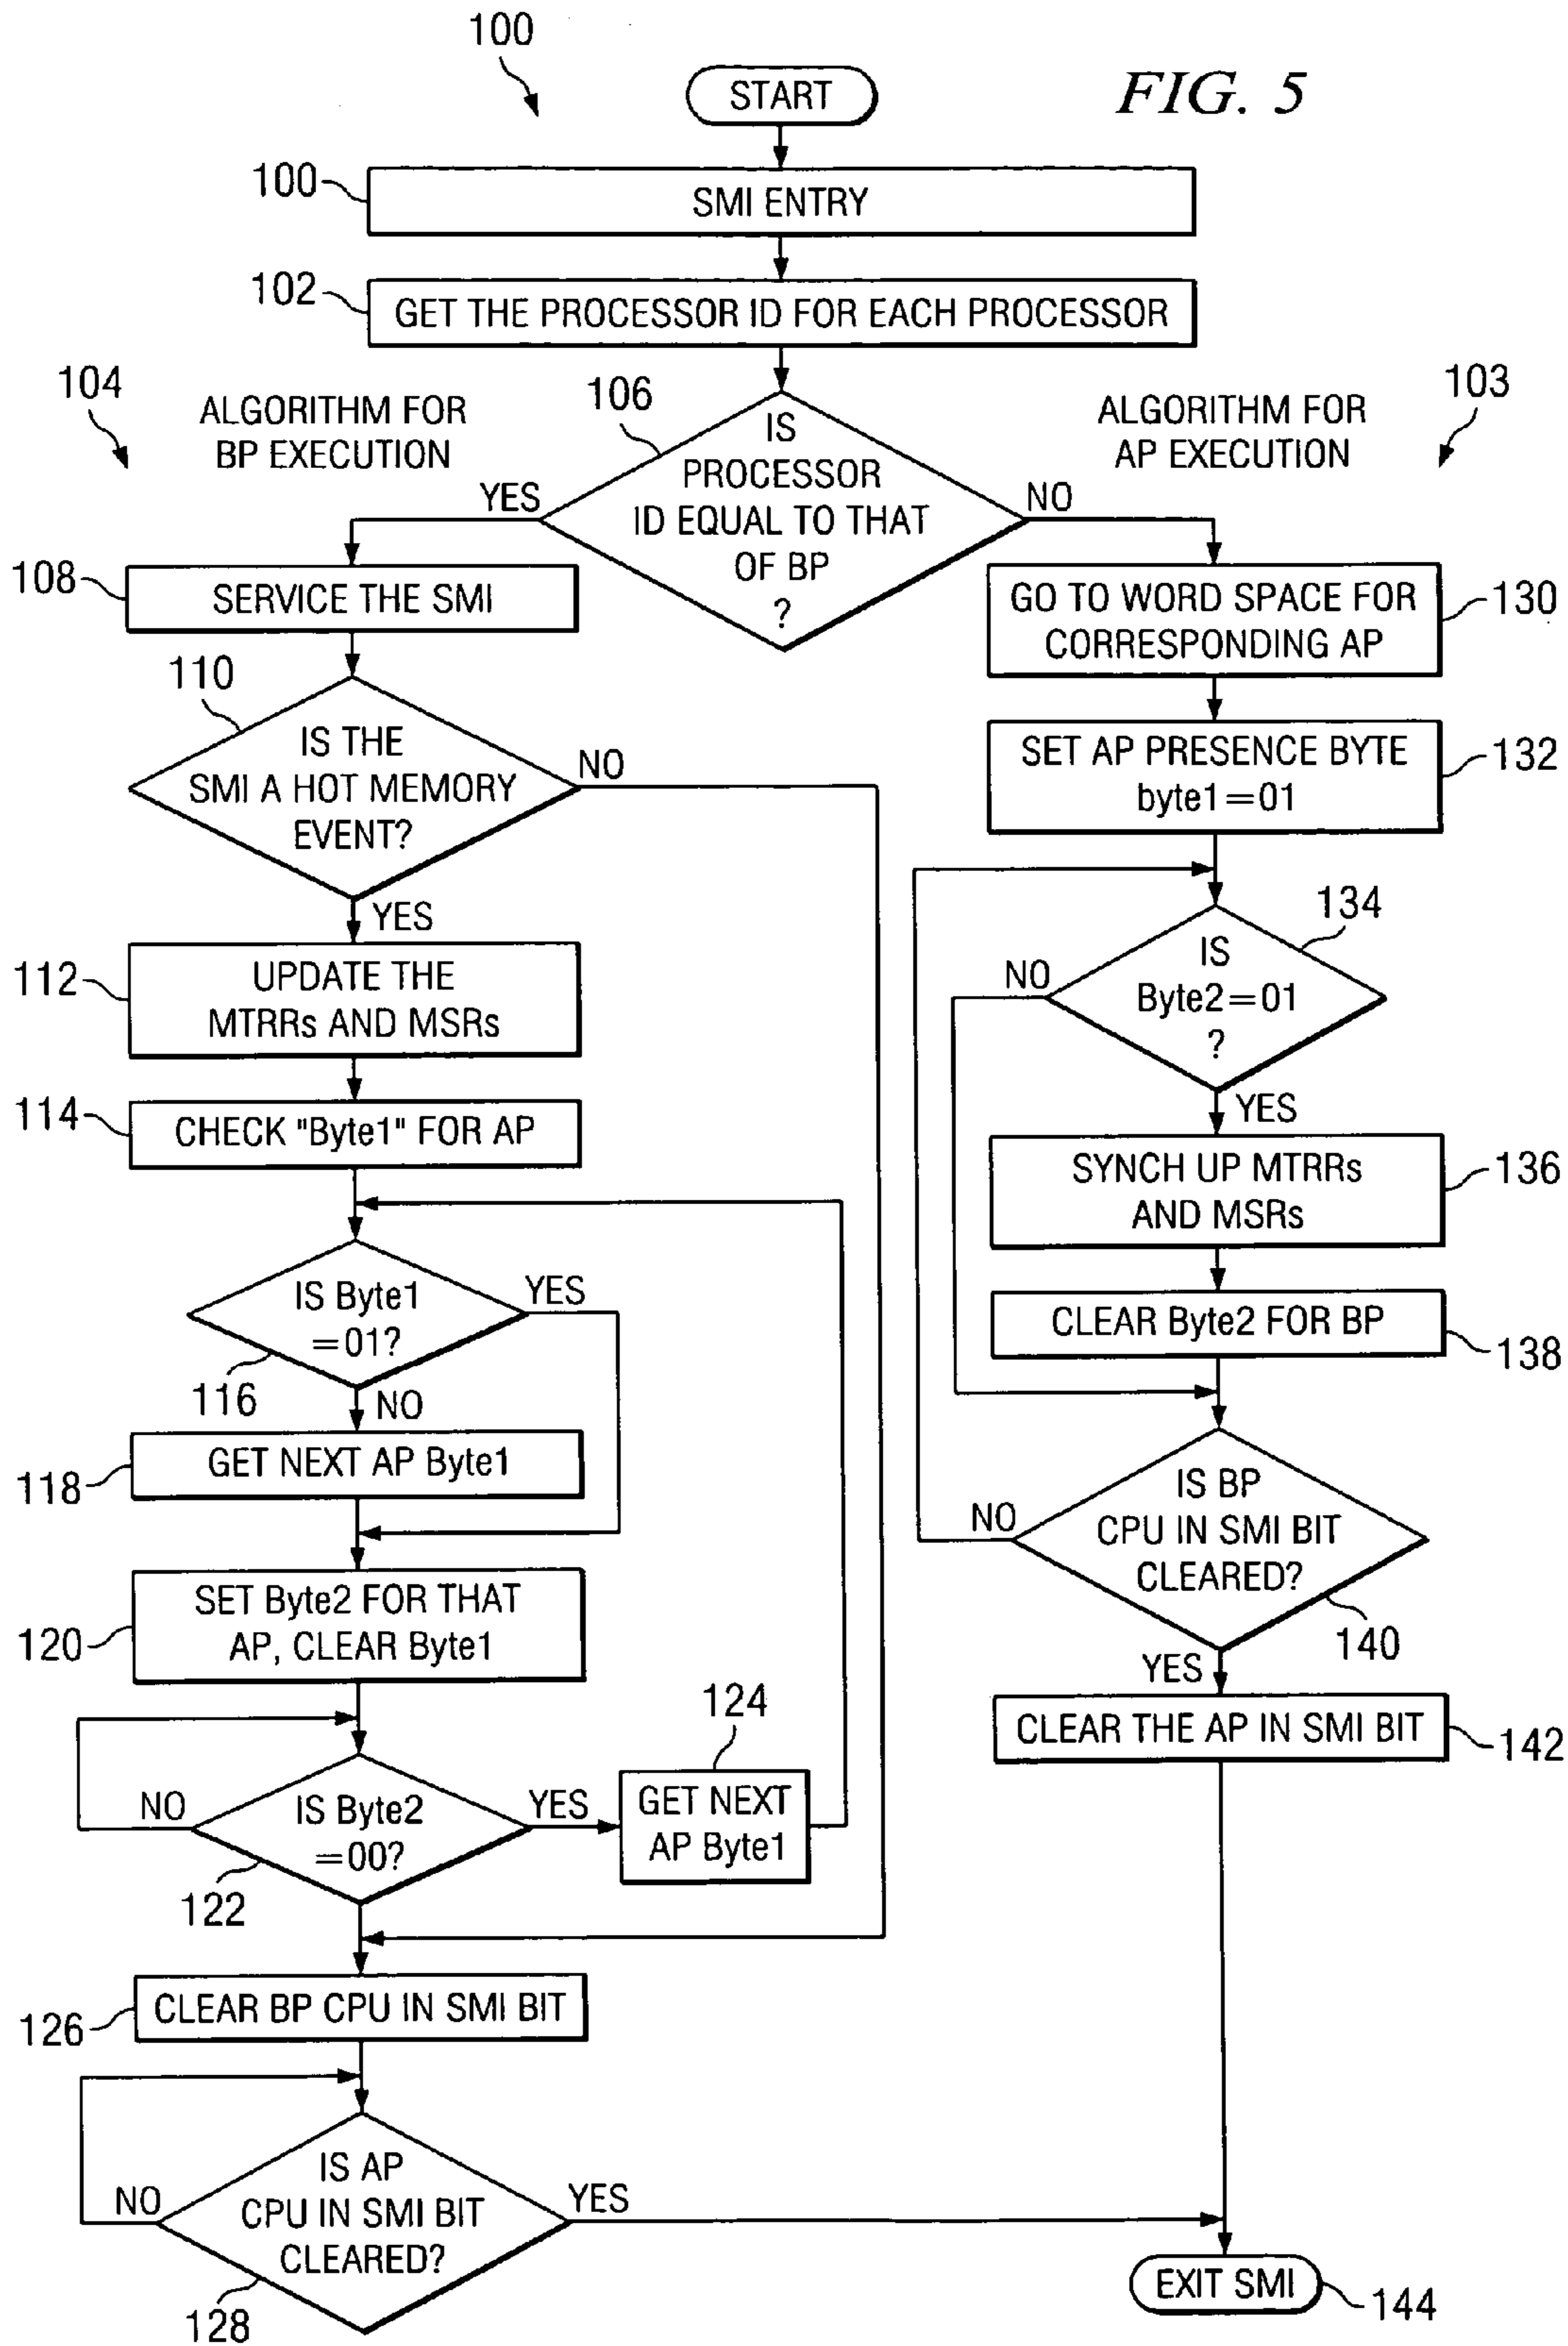 100
START
FIG. 5
100
SMI ENTRY
102
GET THE PROCESSOR ID FOR EACH PROCESSOR
104
ALGORITHM FOR
BP EXECUTION
106
IS
PROCESSOR
ID EQUAL TO THAT
OF BP
?
YES
NO
ALGORITHM FOR
AP EXECUTION
103
108
SERVICE THE SMI
110
IS THE
SMI A HOT MEMORY
EVENT?
NO
YES
112
UPDATE THE
MTRRs AND MSRs
114
CHECK "Byte1" FOR AP
IS Byte1
=01?
YES
116
NO
118
GET NEXT AP Byte1
120
SET Byte2 FOR THAT
AP, CLEAR Byte1
NO
IS Byte2
=00?
YES
122
124
GET NEXT
AP Byte1
126
CLEAR BP CPU IN SMI BIT
NO
IS AP
CPU IN SMI BIT
CLEARED?
YES
128
GO TO WORD SPACE FOR
CORRESPONDING AP
130
SET AP PRESENCE BYTE
byte1=01
132
134
IS
Byte2=01
?
NO
YES
SYNCH UP MTRRs
AND MSRs
136
CLEAR Byte2 FOR BP
138
IS BP
CPU IN SMI BIT
CLEARED?
NO
140
YES
CLEAR THE AP IN SMI BIT
142
EXIT SMI
144